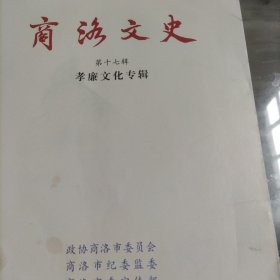 商洛文史
第十七辑
孝廉文化专辑
政协商洛市委员会
商洛市纪委监委